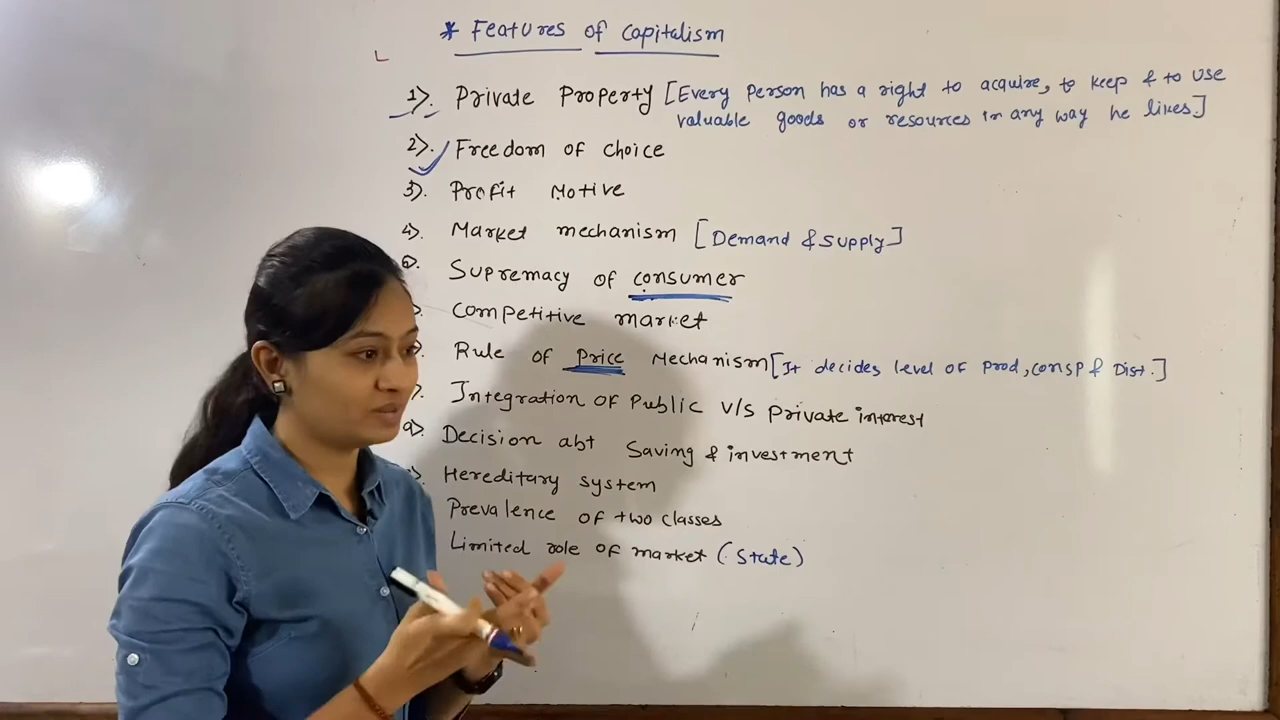 * Features of Capitalism
1). Private Property [Every person has a right to acquire, to keep & to use
valuable goods or resources in any way he likes.]
2). Freedom of choice
3). Profit Motive
4). Market mechanism [Demand & Supply]
Supremacy of consumer
Competitive market
Rule of Price Mechanism [It decides level of Prod, consp & Dist.]
Integration of Public v/s private interest
9). Decision abt Saving & investment
Hereditary system
Prevalence of two classes
Limited role of market (State)